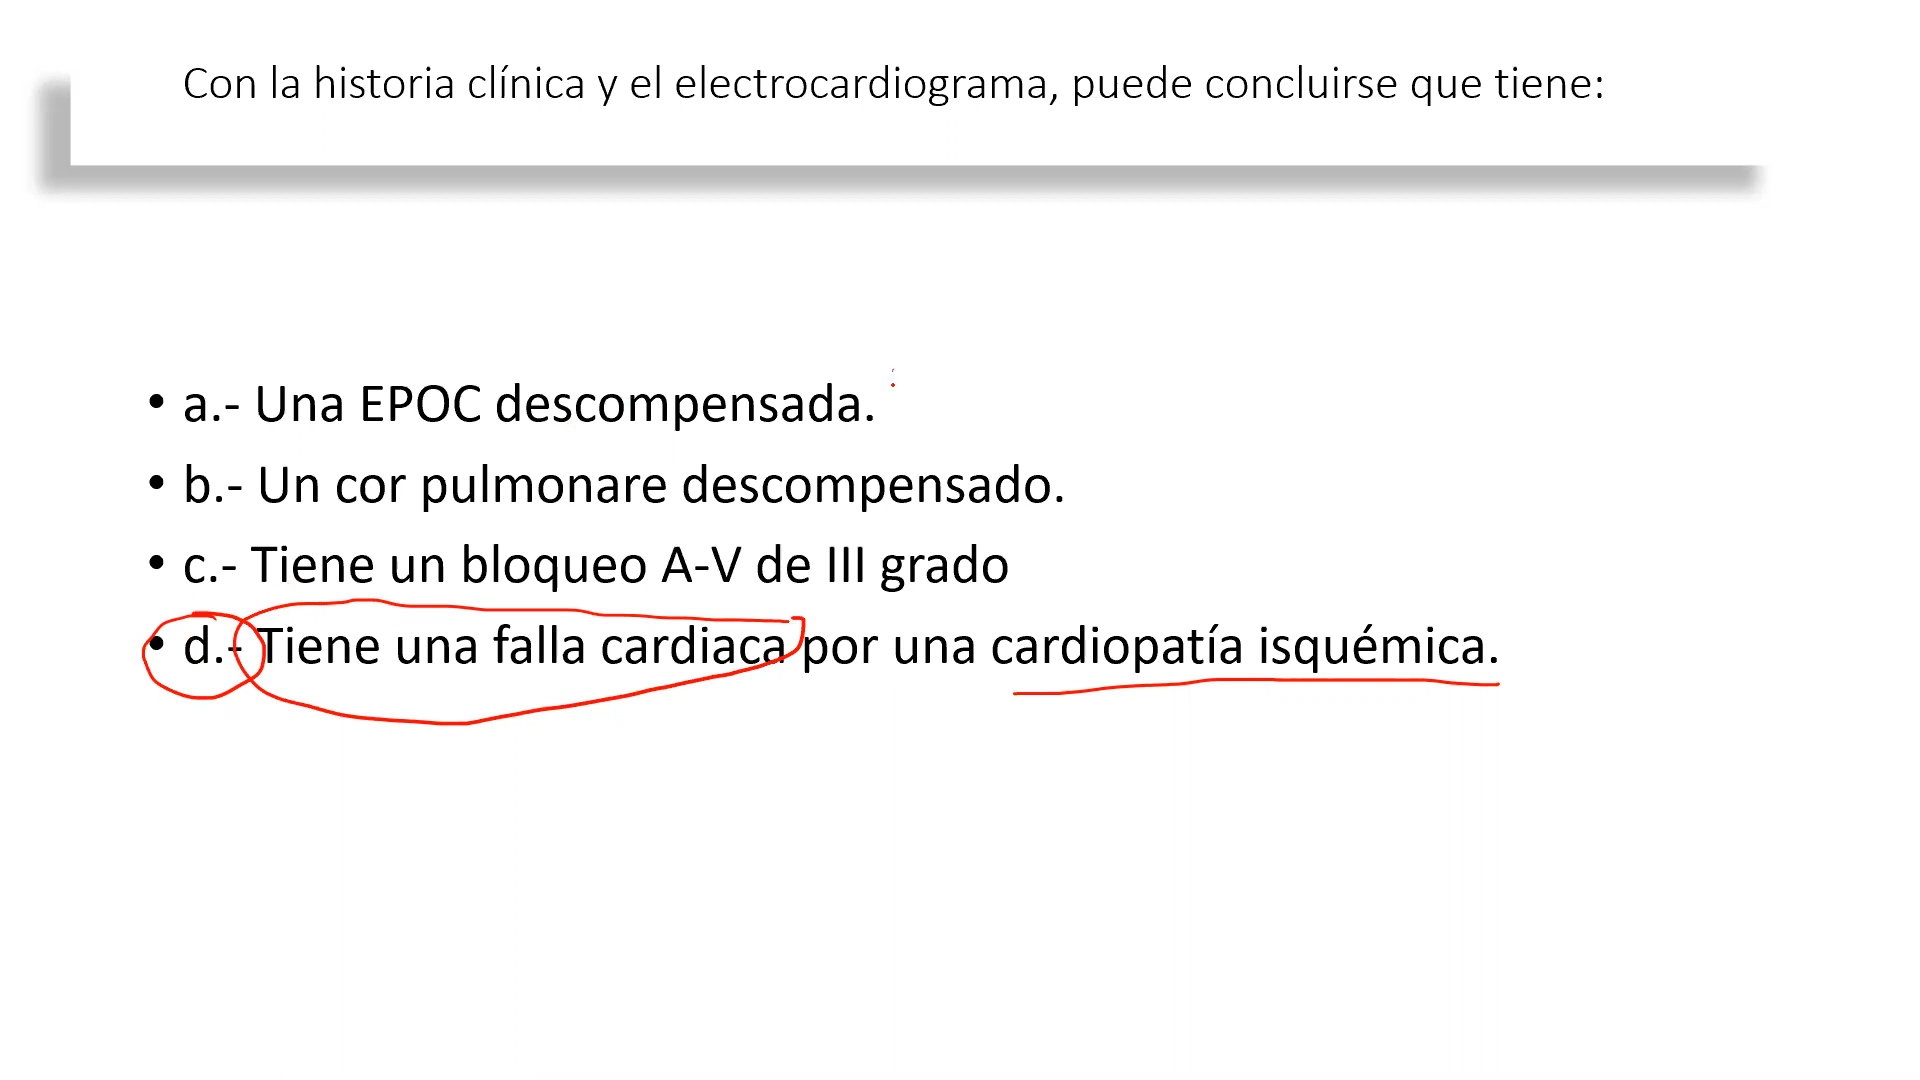 Con la historia clínica y el electrocardiograma, puede concluirse que tiene:
• a.- Una EPOC descompensada.
• b.- Un cor pulmonare descompensado.
• c.- Tiene un bloqueo A-V de III grado
• d.- Tiene una falla cardiaca por una cardiopatía isquémica.